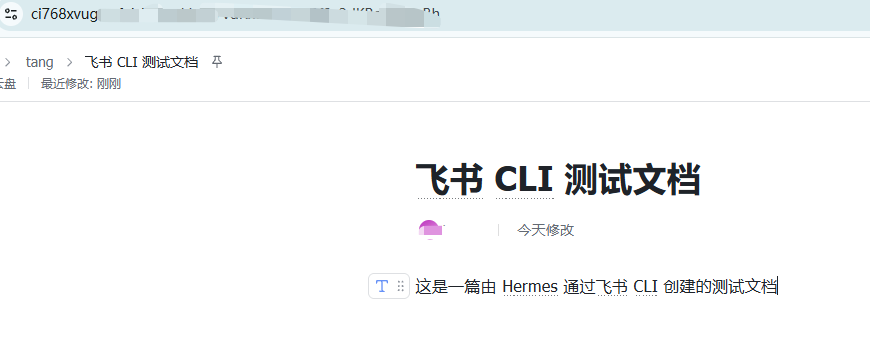 ci768xvug
tang > 飞书 CLI 测试文档
云盘 | 最近修改: 刚刚
飞书 CLI 测试文档
今天修改
这是一篇由 Hermes 通过飞书 CLI 创建的测试文档